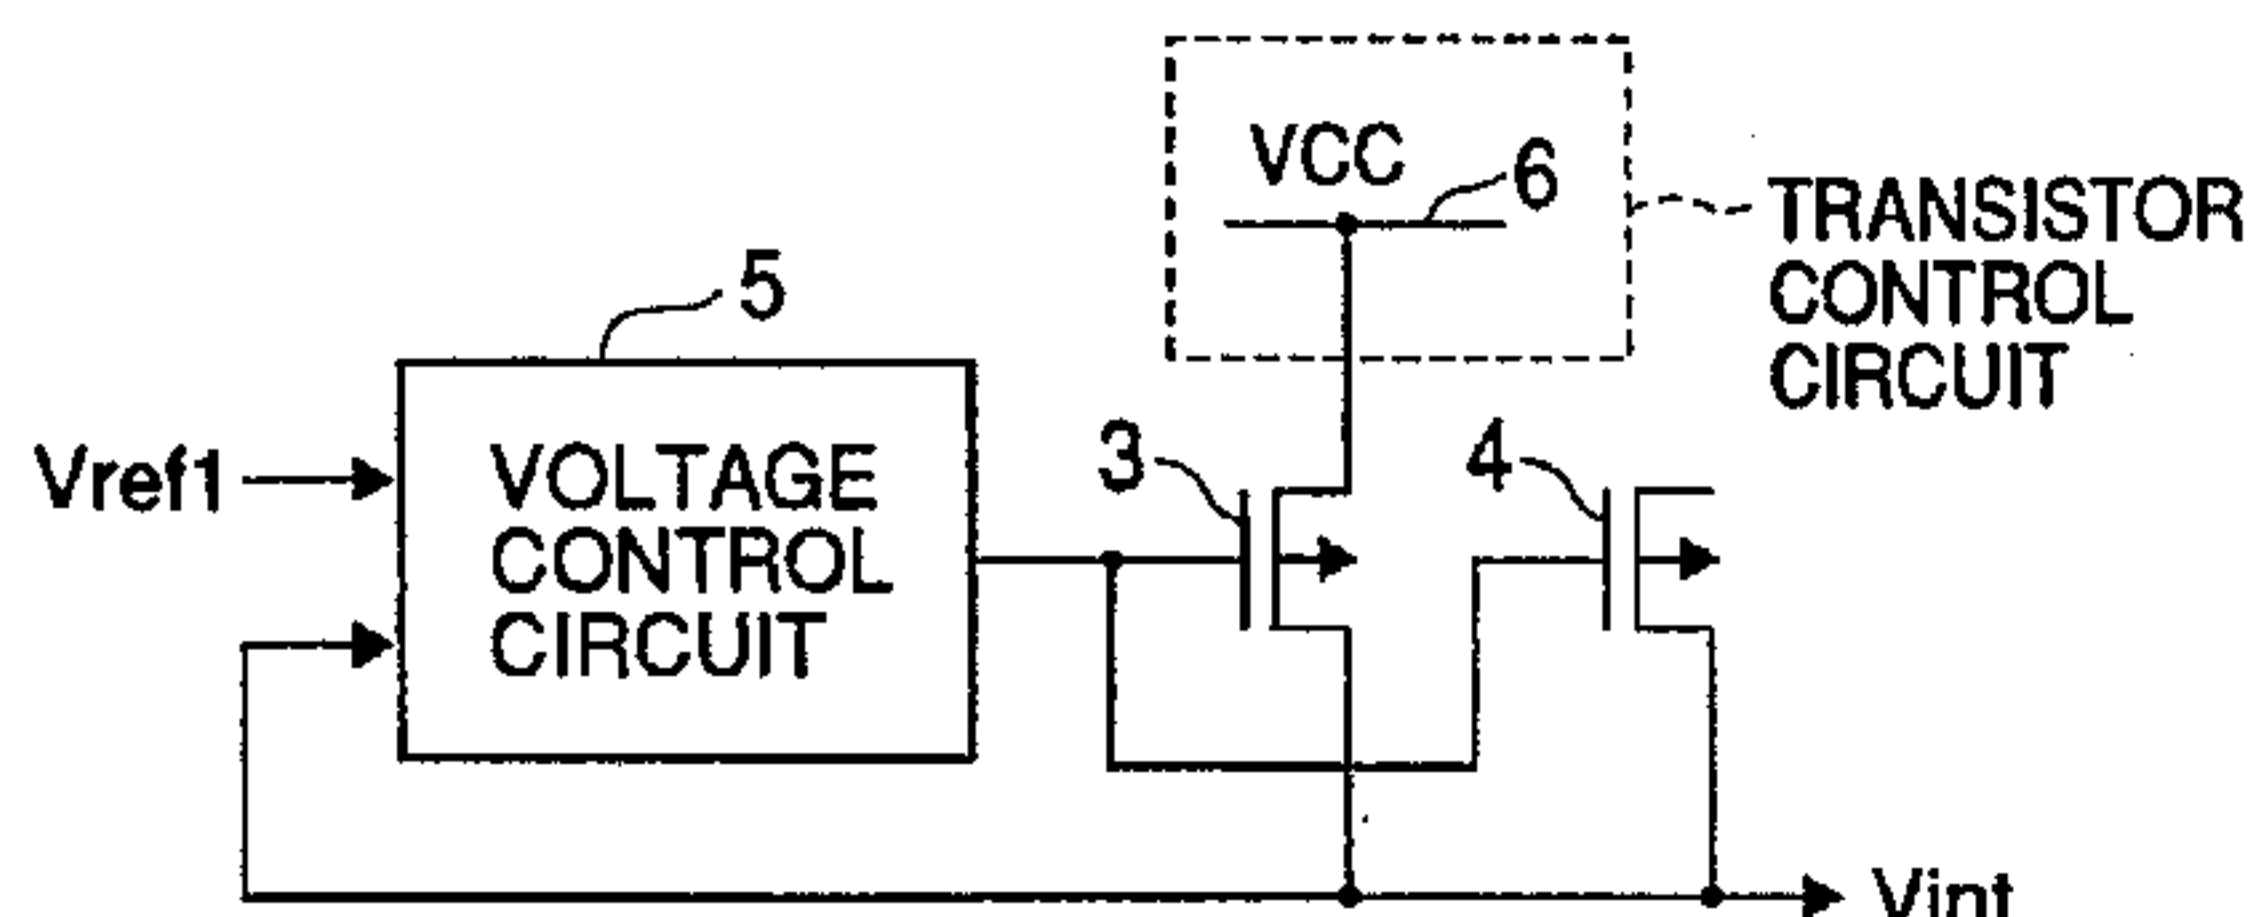 VCC
6
TRANSISTOR
CONTROL
CIRCUIT
5
Vref1
VOLTAGE
CONTROL
CIRCUIT
3
4
Vint